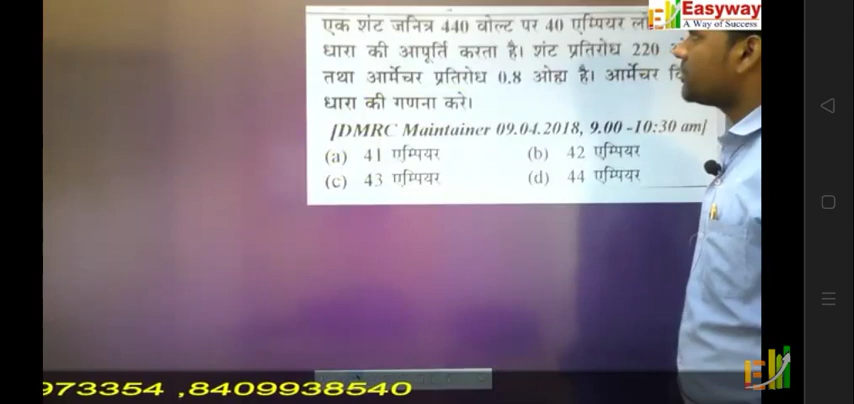 Easyway
A Way of Success
एक शंट जनित्र 440 वोल्ट पर 40 एम्पियर
धारा की आपूर्ति करता है। शंट प्रतिरोध 220
तथा आर्मेचर प्रतिरोध 0.8 ओह्म है। आर्मेचर
धारा की गणना करे।
[DMRC Maintainer 09.04.2018, 9.00 -10:30 am]
(a) 41 एम्पियर (b) 42 एम्पियर
(c) 43 एम्पियर (d) 44 एम्पियर
973354 ,8409938540